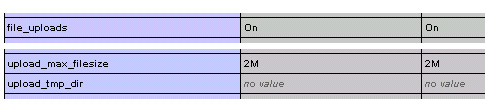 file_uploads On On
upload_max_filesize 2M 2M
upload_tmp_dir no value no value